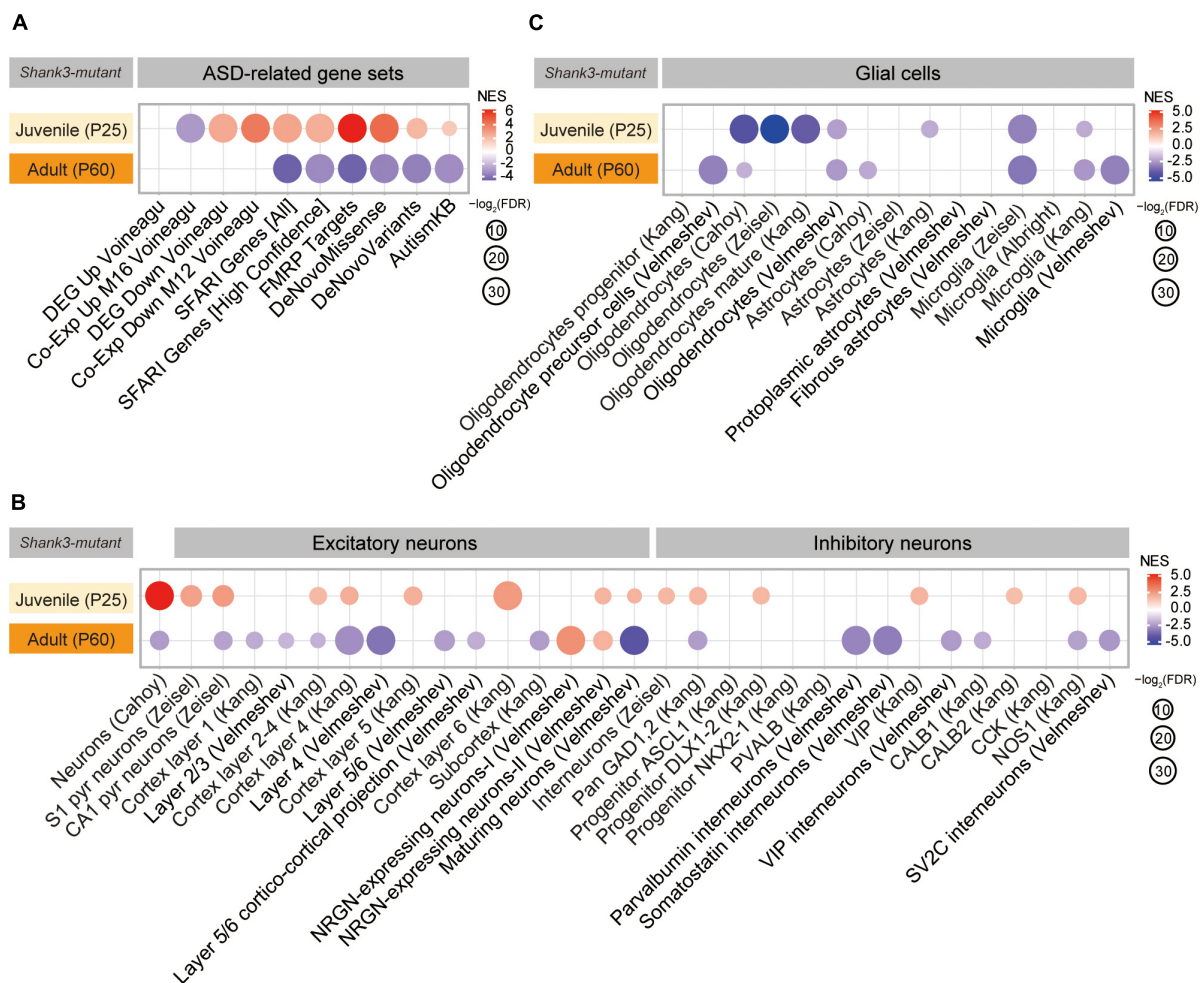 A
Shank3-mutant
ASD-related gene sets
Juvenile (P25)
Adult (P60)
NES
6
4
2
0
-2
-4
−log2(FDR)
10
20
30
DEG Up Voineagu
Co-Exp Up M16 Voineagu
DEG Down Voineagu
Co-Exp Down M12 Voineagu
SFARI Genes [All]
SFARI Genes [High Confidence]
FMRP Targets
DeNovoMissense
DeNovo Variants
AutismKB
C
Shank3-mutant
Glial cells
Juvenile (P25)
Adult (P60)
NES
5.0
2.5
0.0
-2.5
-5.0
−log2(FDR)
10
20
30
Oligodendrocytes progenitor (Kang)
Oligodendrocyte precursor cells (Velmeshev)
Oligodendrocytes (Cahoy)
Oligodendrocytes (Zeisel)
Oligodendrocytes mature (Kang)
Oligodendrocytes (Velmeshev)
Astrocytes (Cahoy)
Astrocytes (Zeisel)
Astrocytes (Kang)
Protoplasmic astrocytes (Velmeshev)
Fibrous astrocytes (Velmeshev)
Microglia (Zeisel)
Microglia (Albright)
Microglia (Kang)
Microglia (Velmeshev)
B
Shank3-mutant
Excitatory neurons
Inhibitory neurons
Juvenile (P25)
Adult (P60)
NES
5.0
2.5
0.0
-2.5
-5.0
−log2(FDR)
10
20
30
Neurons (Cahoy)
S1 pyr neurons (Zeisel)
CA1 pyr neurons (Zeisel)
Cortex layer 1 (Kang)
Layer 2/3 (Velmeshev)
Cortex layer 2-4 (Kang)
Cortex layer 4 (Kang)
Layer 4 (Velmeshev)
Cortex layer 5 (Kang)
Layer 5/6 (Velmeshev)
Layer 5/6 cortico-cortical projection (Velmeshev)
Cortex layer 6 (Kang)
Subcortex (Kang)
NRGN-expressing neurons-I (Velmeshev)
NRGN-expressing neurons-II (Velmeshev)
Maturing neurons (Velmeshev)
Interneurons (Zeisel)
Pan GAD1.2 (Kang)
Progenitor ASCL1 (Kang)
Progenitor DLX1-2 (Kang)
Progenitor NKX2-1 (Kang)
PVALB (Kang)
Parvalbumin interneurons (Velmeshev)
Somatostatin interneurons (Velmeshev)
VIP (Kang)
VIP interneurons (Velmeshev)
CALB1 (Kang)
CALB2 (Kang)
CCK (Kang)
NOS1 (Kang)
SV2C interneurons (Velmeshev)